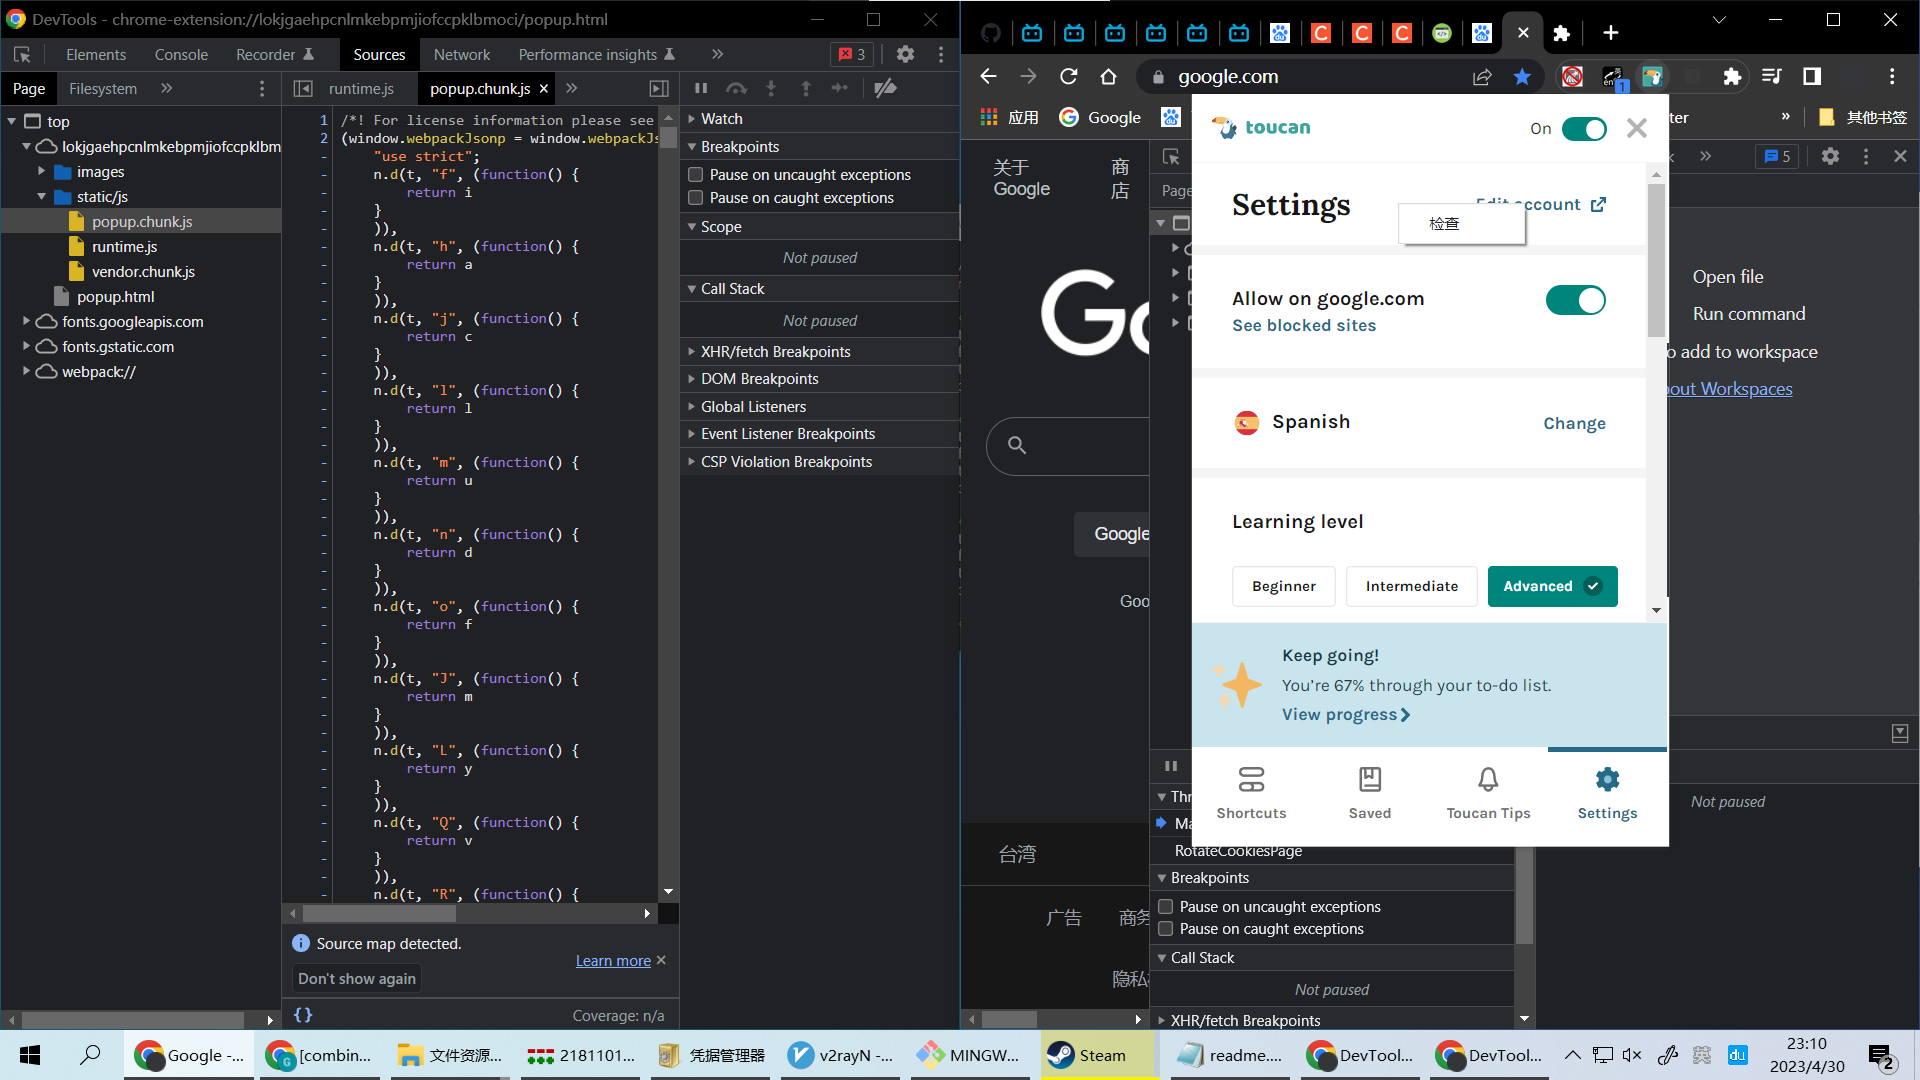 DevTools - chrome-extension://lokjgaehpcnlmkebpmjiofccpklbmoci/popup.html
Elements
Console
Recorder
Sources
Network
Performance insights
3
Page
Filesystem
runtime.js
popup.chunk.js
top
lokjgaehpcnlmkebpmjiofccpklbm
images
static/js
popup.chunk.js
runtime.js
vendor.chunk.js
popup.html
fonts.googleapis.com
fonts.gstatic.com
webpack://
1
2
/*! For license information please see
(window.webpackJsonp = window.webpackJs
"use strict";
n.d(t, "f", (function() {
return i
}
)),
n.d(t, "h", (function() {
return a
}
)),
n.d(t, "j", (function() {
return c
}
)),
n.d(t, "l", (function() {
return l
}
)),
n.d(t, "m", (function() {
return u
}
)),
n.d(t, "n", (function() {
return d
}
)),
n.d(t, "o", (function() {
return f
}
)),
n.d(t, "J", (function() {
return m
}
)),
n.d(t, "L", (function() {
return y
}
)),
n.d(t, "Q", (function() {
return v
}
)),
n.d(t, "R", (function() {
Source map detected.
Learn more
Don't show again
{}
Coverage: n/a
Watch
Breakpoints
Pause on uncaught exceptions
Pause on caught exceptions
Scope
Not paused
Call Stack
Not paused
XHR/fetch Breakpoints
DOM Breakpoints
Global Listeners
Event Listener Breakpoints
CSP Violation Breakpoints
google.com
1
应用
Google
ter
其他书签
关于
Google
商
店
Page
5
Go
Google
Goo
台湾
广告
商务
隐私
toucan
On
Settings
Edit account
检查
Allow on google.com
See blocked sites
Spanish
Change
Learning level
Beginner
Intermediate
Advanced
Keep going!
You're 67% through your to-do list.
View progress
Shortcuts
Saved
Toucan Tips
Settings
Open file
Run command
o add to workspace
out Workspaces
Thr
Ma
RotateCookiesPage
Breakpoints
Pause on uncaught exceptions
Pause on caught exceptions
Call Stack
Not paused
XHR/fetch Breakpoints
Not paused
Google -...
[combin...
文件资源...
2181101...
凭据管理器
v2rayN -...
MINGW...
Steam
readme....
DevTool...
DevTool...
英
du
23:10
2023/4/30
2